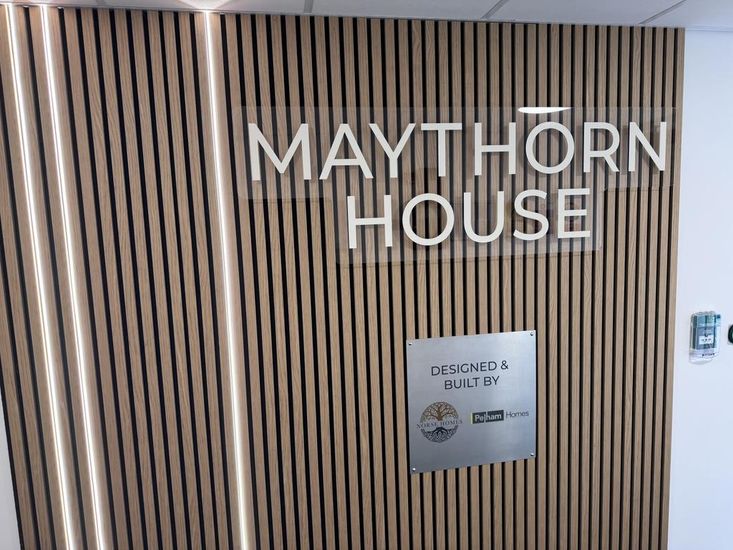 MAYTHORN
HOUSE
DESIGNED &
BUILT BY
NORSE HOMES
Pelham Homes